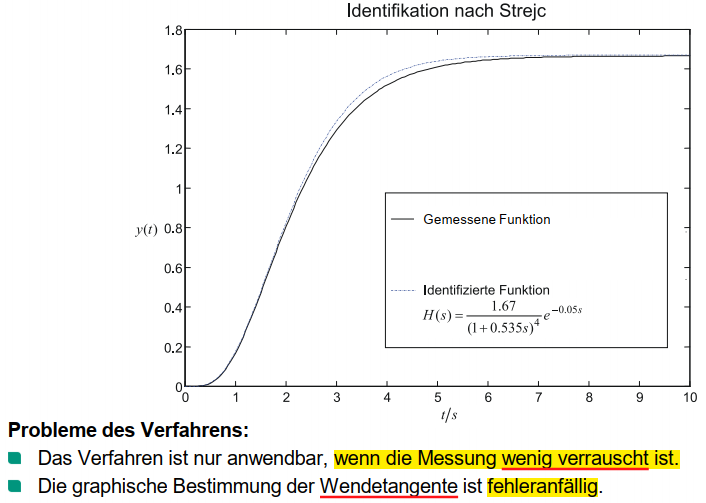 Identifikation nach Strejc
1.8
1.6
1.4
1.2
1
0.8
0.6
0.4
0.2
0
y(t)
Gemessene Funktion
Identifizierte Funktion
H(s) = 1.67 / (1+0.535s)^4 e^{-0.05s}
0 1 2 3 4 5 6 7 8 9 10
t/s
Probleme des Verfahrens:
Das Verfahren ist nur anwendbar, wenn die Messung wenig verrauscht ist.
Die graphische Bestimmung der Wendetangente ist fehleranfällig.